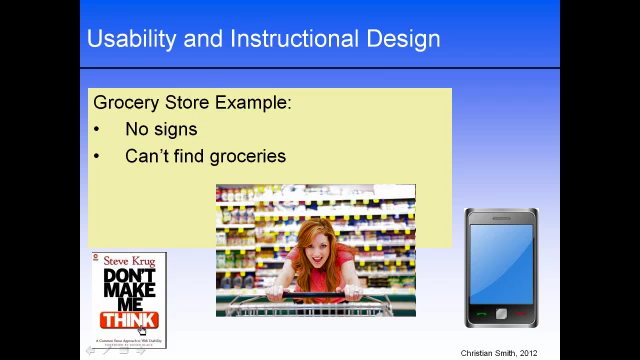 Usability and Instructional Design
Grocery Store Example:
• No signs
• Can't find groceries
Steve Krug
DON'T
MAKE
ME
THINK
A Common Sense Approach to Web Usability
Christian Smith, 2012